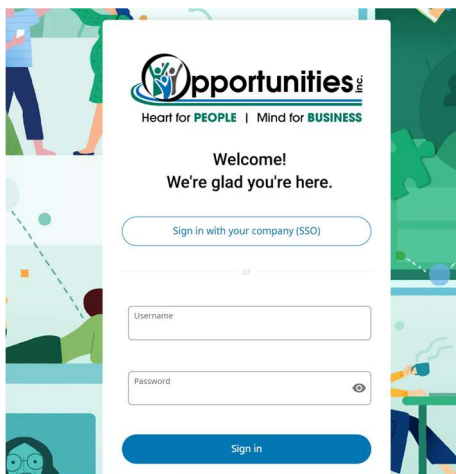 Opportunities Inc.
Heart for PEOPLE | Mind for BUSINESS
Welcome!
We're glad you're here.
Sign in with your company (SSO)
or
Username
Password
Sign in